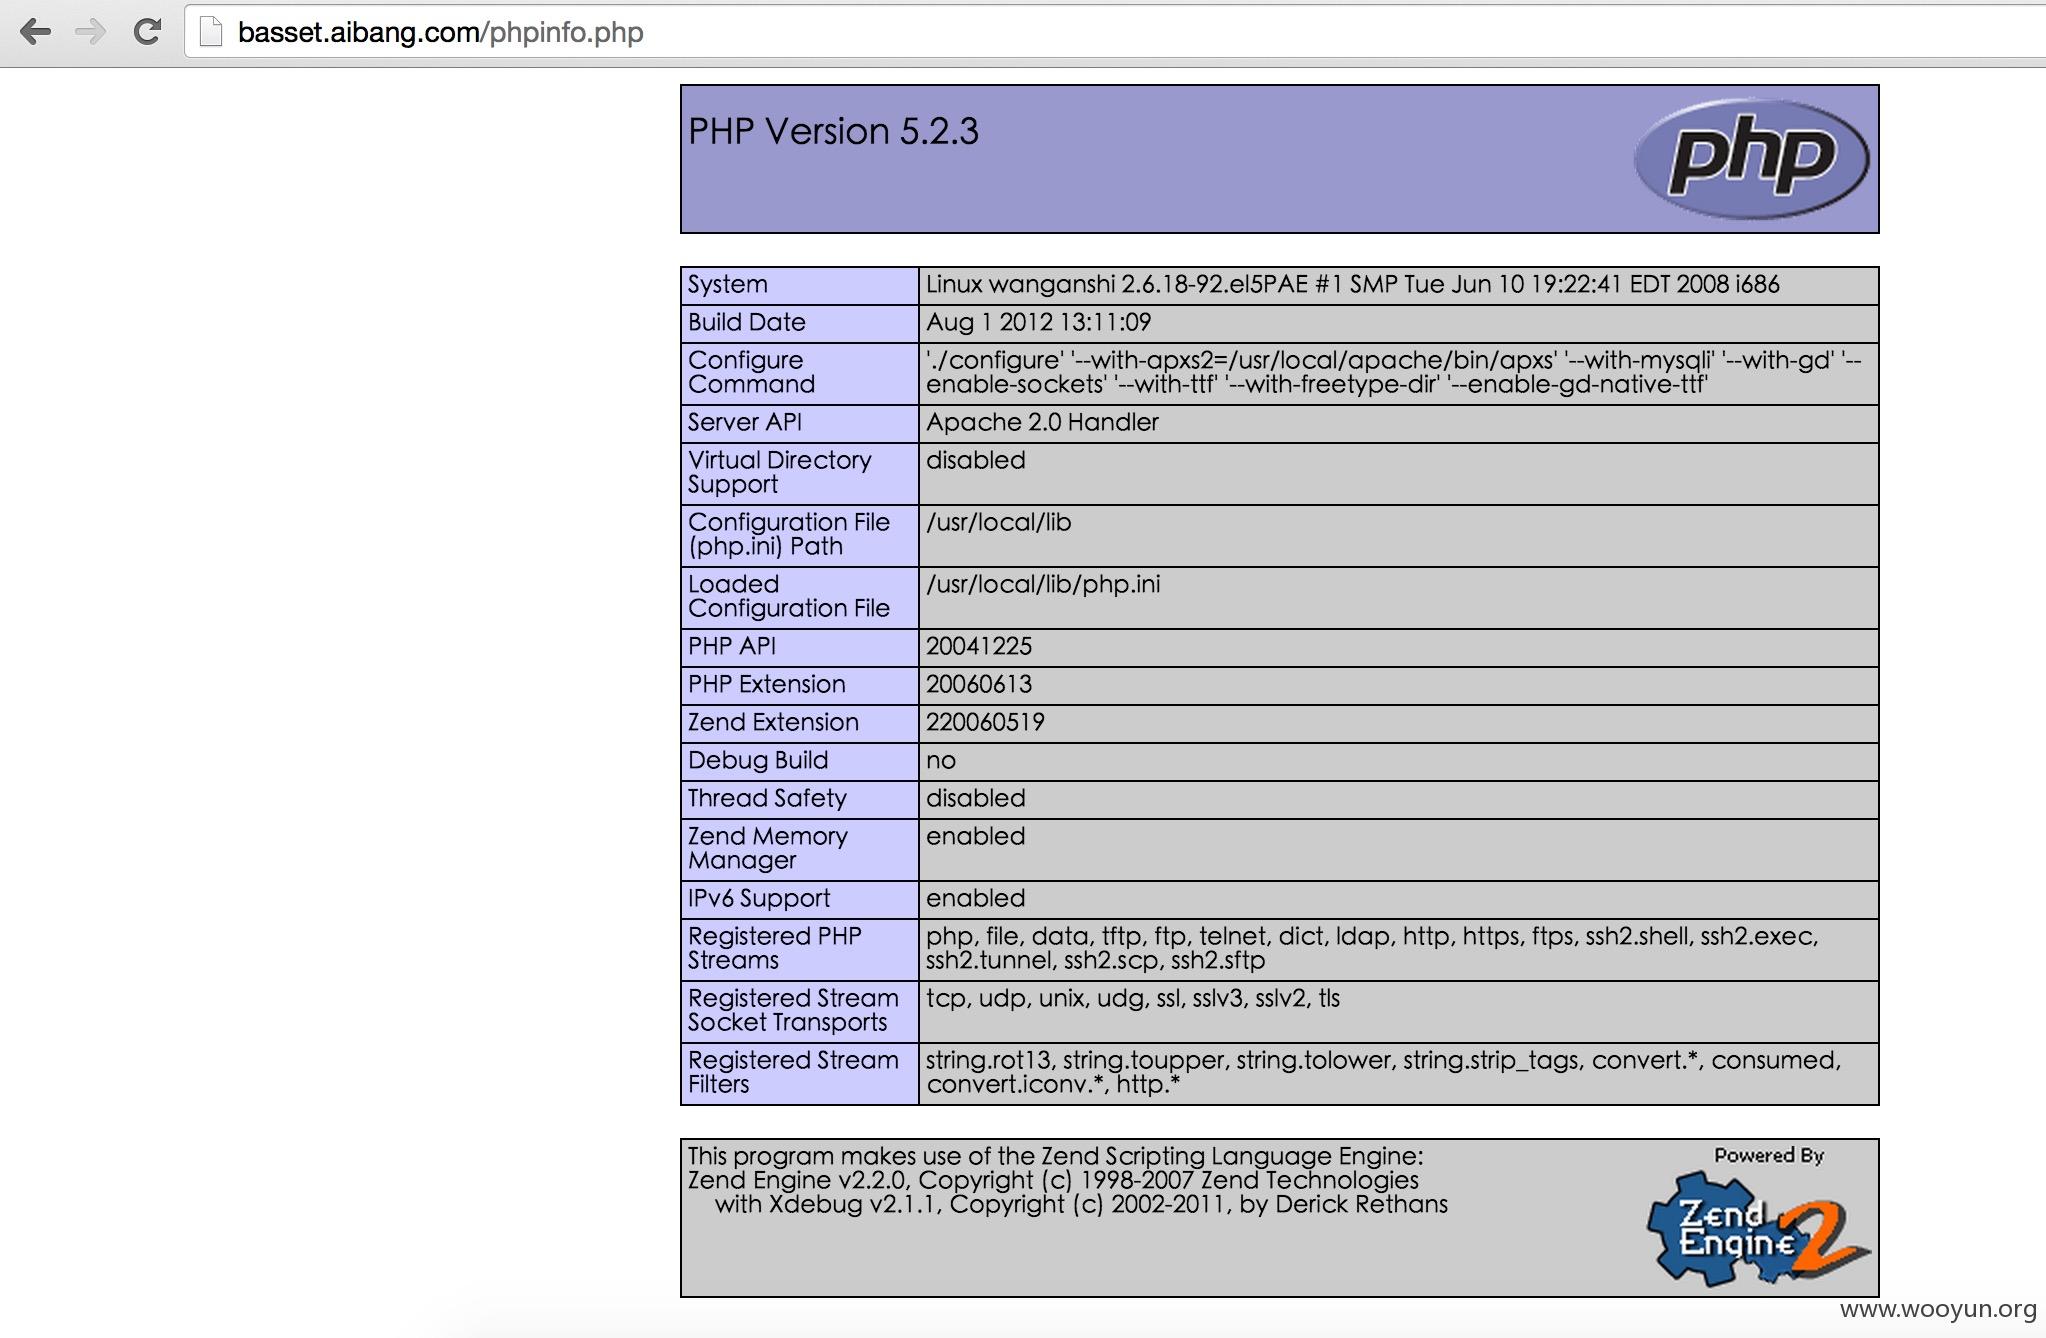 basset.aibang.com/phpinfo.php
PHP Version 5.2.3
php
System
Linux wanganshi 2.6.18-92.el5PAE #1 SMP Tue Jun 10 19:22:41 EDT 2008 i686
Build Date
Aug 1 2012 13:11:09
Configure
Command
'./configure' '--with-apxs2=/usr/local/apache/bin/apxs' '--with-mysqli' '--with-gd' '--
enable-sockets' '--with-ttf' '--with-freetype-dir' '--enable-gd-native-ttf'
Server API
Apache 2.0 Handler
Virtual Directory
Support
disabled
Configuration File
(php.ini) Path
/usr/local/lib
Loaded
Configuration File
/usr/local/lib/php.ini
PHP API
20041225
PHP Extension
20060613
Zend Extension
220060519
Debug Build
no
Thread Safety
disabled
Zend Memory
Manager
enabled
IPv6 Support
enabled
Registered PHP
Streams
php, file, data, tftp, ftp, telnet, dict, ldap, http, https, ftps, ssh2.shell, ssh2.exec,
ssh2.tunnel, ssh2.scp, ssh2.sftp
Registered Stream
Socket Transports
tcp, udp, unix, udg, ssl, sslv3, sslv2, tls
Registered Stream
Filters
string.rot13, string.toupper, string.tolower, string.strip_tags, convert.*, consumed,
convert.iconv.*, http.*
This program makes use of the Zend Scripting Language Engine:
Zend Engine v2.2.0, Copyright (c) 1998-2007 Zend Technologies
with Xdebug v2.1.1, Copyright (c) 2002-2011, by Derick Rethans
Powered By
Zend
Engine 2
www.wooyun.org